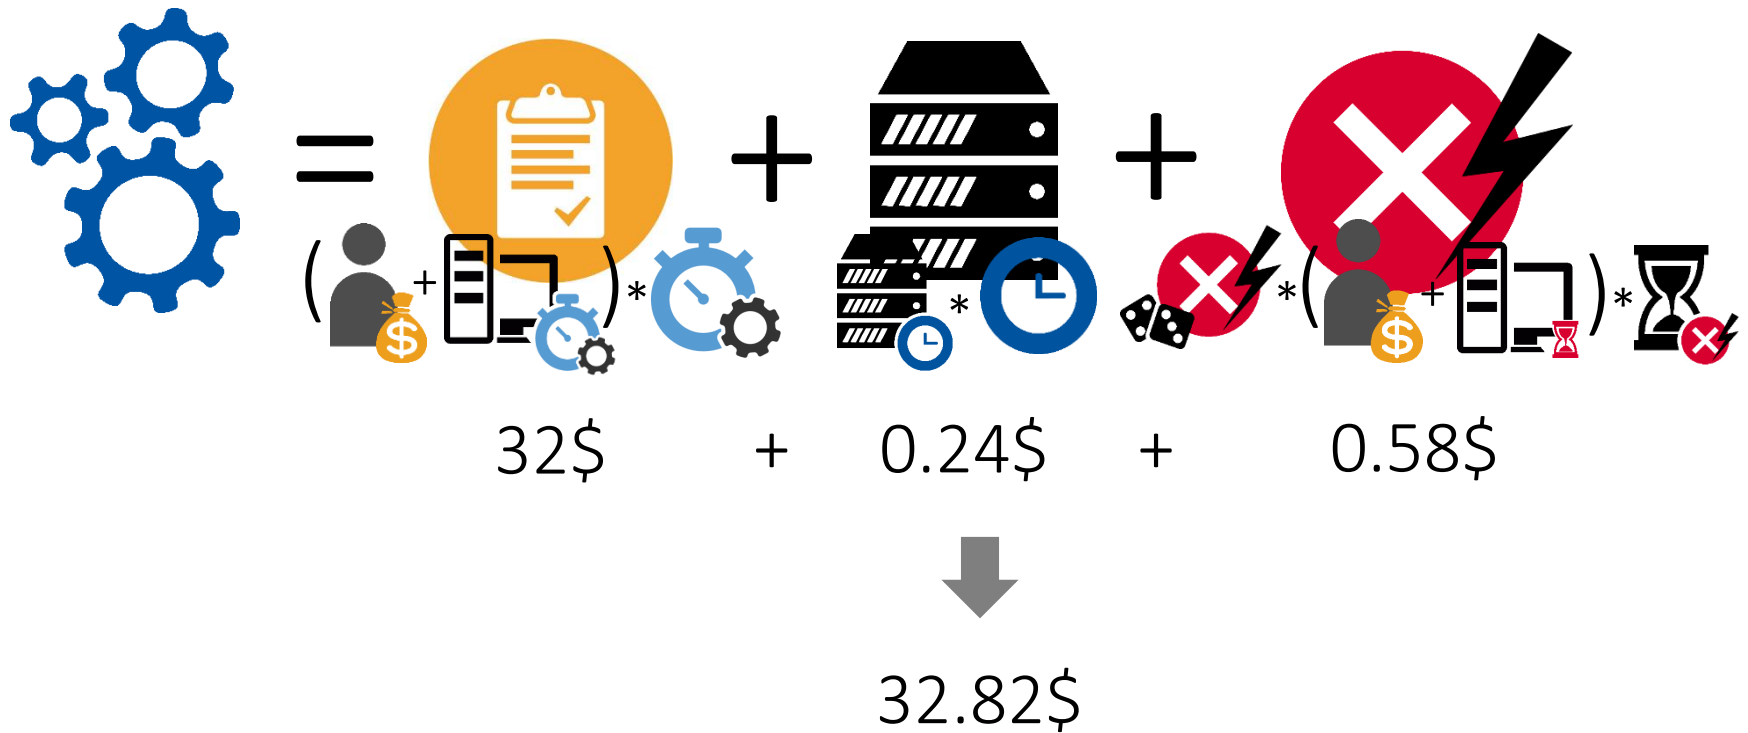 =
+
+
( + ) *
*
* ( + ) *
32$ + 0.24$ + 0.58$
32.82$